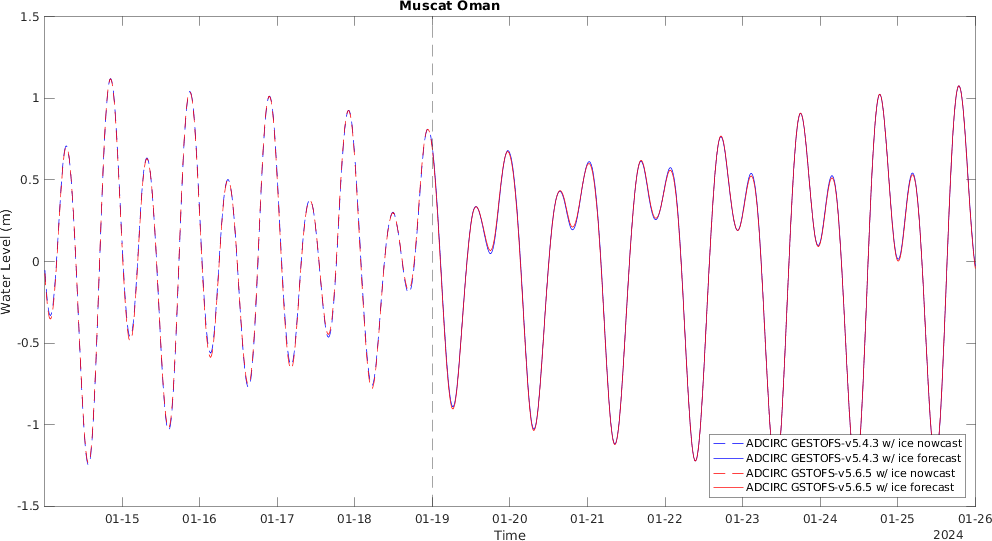 Muscat Oman
Water Level (m)
1.5
1
0.5
0
-0.5
-1
-1.5
ADCIRC GESTOFS-v5.4.3 w/ ice nowcast
ADCIRC GESTOFS-v5.4.3 w/ ice forecast
ADCIRC GSTOFS-v5.6.5 w/ ice nowcast
ADCIRC GSTOFS-v5.6.5 w/ ice forecast
01-15 01-16 01-17 01-18 01-19 01-20 01-21 01-22 01-23 01-24 01-25 01-26
Time
2024